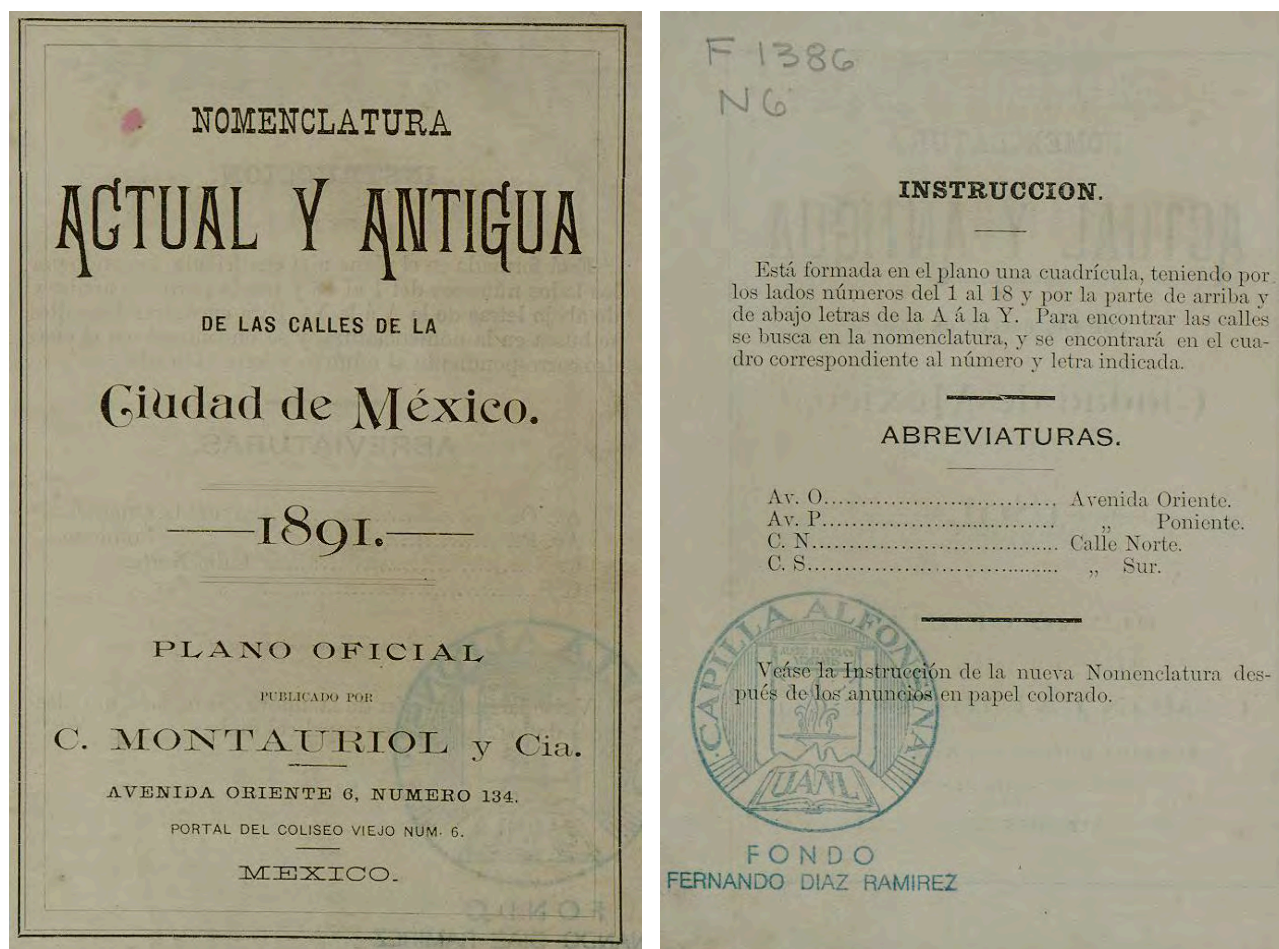 NOMENCLATURA
ACTUAL Y ANTIGUA
DE LAS CALLES DE LA
Ciudad de México.
1891.
PLANO OFICIAL
PUBLICADO POR
C. MONTAURIOL y Cia.
AVENIDA ORIENTE 6, NUMERO 134.
PORTAL DEL COLISEO VIEJO NUM. 6.
MEXICO.
F 1386
N6
INSTRUCCION.
Está formada en el plano una cuadrícula, teniendo por
los lados números del 1 al 18 y por la parte de arriba y
de abajo letras de la A á la Y. Para encontrar las calles
se busca en la nomenclatura, y se encontrará en el cua-
dro correspondiente al número y letra indicada.
ABREVIATURAS.
Av. O.............................. Avenida Oriente.
Av. P.............................. „ Poniente.
C. N................................. Calle Norte.
C. S.................................. „ Sur.
Veáse la Instrucción de la nueva Nomenclatura des-
pués de los anuncios en papel colorado.
CAPILLA ALFONSINA
UANL
FONDO
FERNANDO DIAZ RAMIREZ